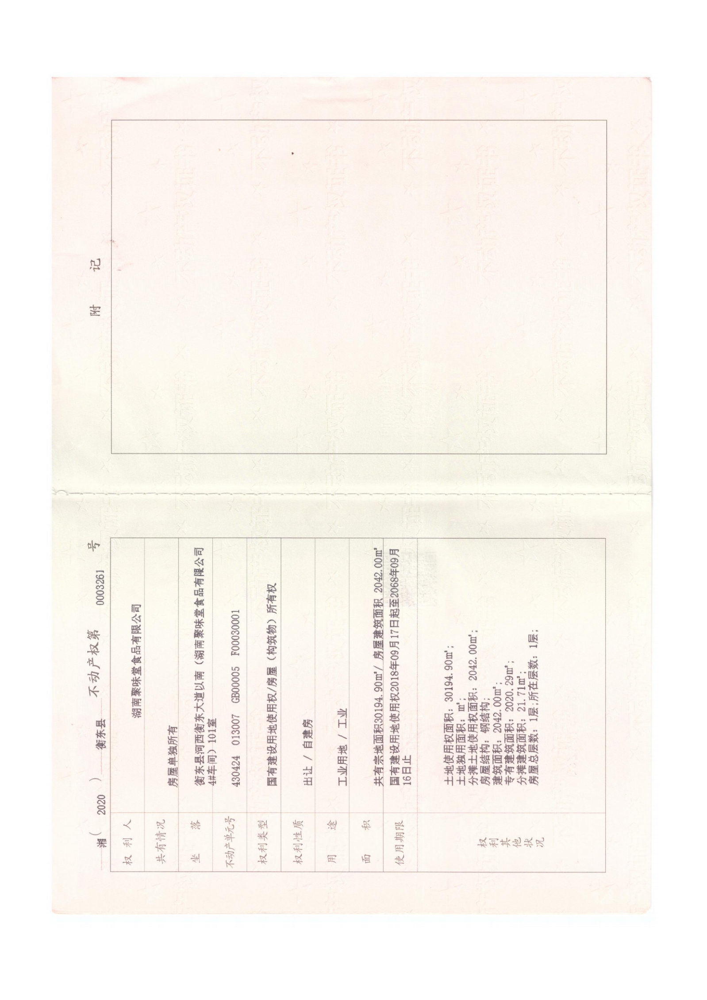 湘（ 2020 ） 衡东县 不动产权第 0003261 号
权利人 湖南聚味堂食品有限公司
共有情况 房屋单独所有
坐落 衡东县河西衡东大道以南（湖南聚味堂食品有限公司
4#车间）101室
不动产单元号 430424 013007 GB00005 F0030001
权利类型 国有建设用地使用权/房屋（构筑物）所有权
权利性质 出让 / 自建房
用途 工业用地 / 工业
面积 共有宗地面积30194.90㎡/ 房屋建筑面积 2042.00㎡
使用期限 国有建设用地使用权2018年09月17日起至2068年09月
16日止
权利其他状况
土地使用权面积：30194.90㎡；
土地独用面积：㎡；
分摊土地使用权面积：2042.00㎡；
房屋结构：钢结构；
建筑面积：2042.00㎡；
专有建筑面积：2020.29㎡；
分摊建筑面积：21.71㎡；
房屋总层数：1层；所在层数：1层；
附 记